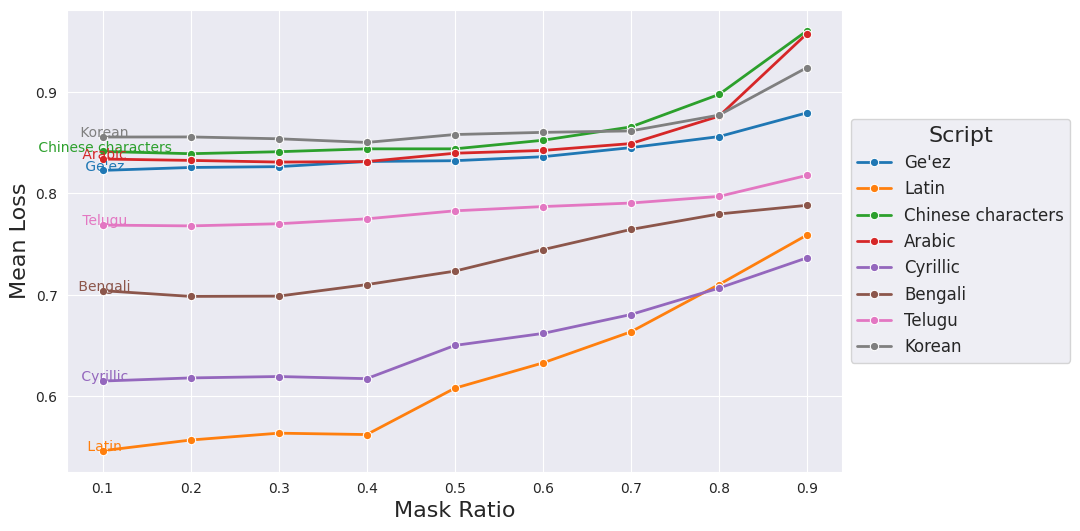 Mean Loss
0.9
0.8
0.7
0.6
Korean
Chinese characters
Arabic
Ge'ez
Telugu
Bengali
Cyrillic
Latin
0.1 0.2 0.3 0.4 0.5 0.6 0.7 0.8 0.9
Mask Ratio
Script
Ge'ez
Latin
Chinese characters
Arabic
Cyrillic
Bengali
Telugu
Korean